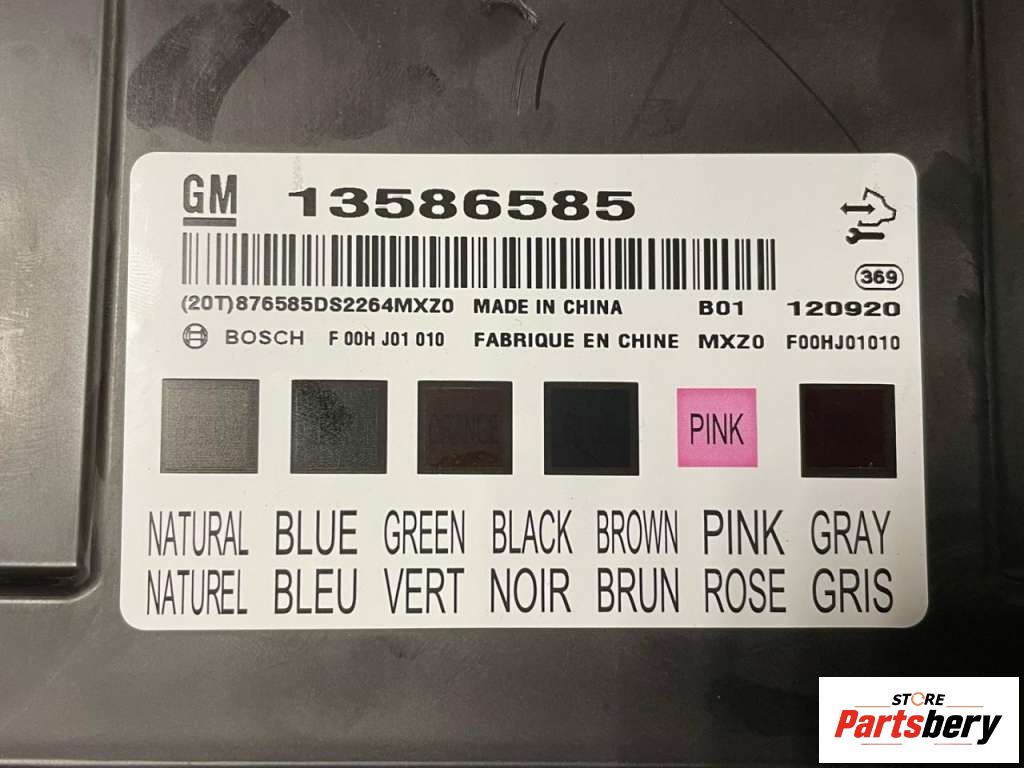 GM 13586585
369
(20T)876585DS2264MXZ0 MADE IN CHINA B01 120920
BOSCH F 00H J01 010 FABRIQUE EN CHINE MXZ0 F00HJ01010
PINK
NATURAL BLUE GREEN BLACK BROWN PINK GRAY
NATUREL BLEU VERT NOIR BRUN ROSE GRIS
STORE
Partsbery